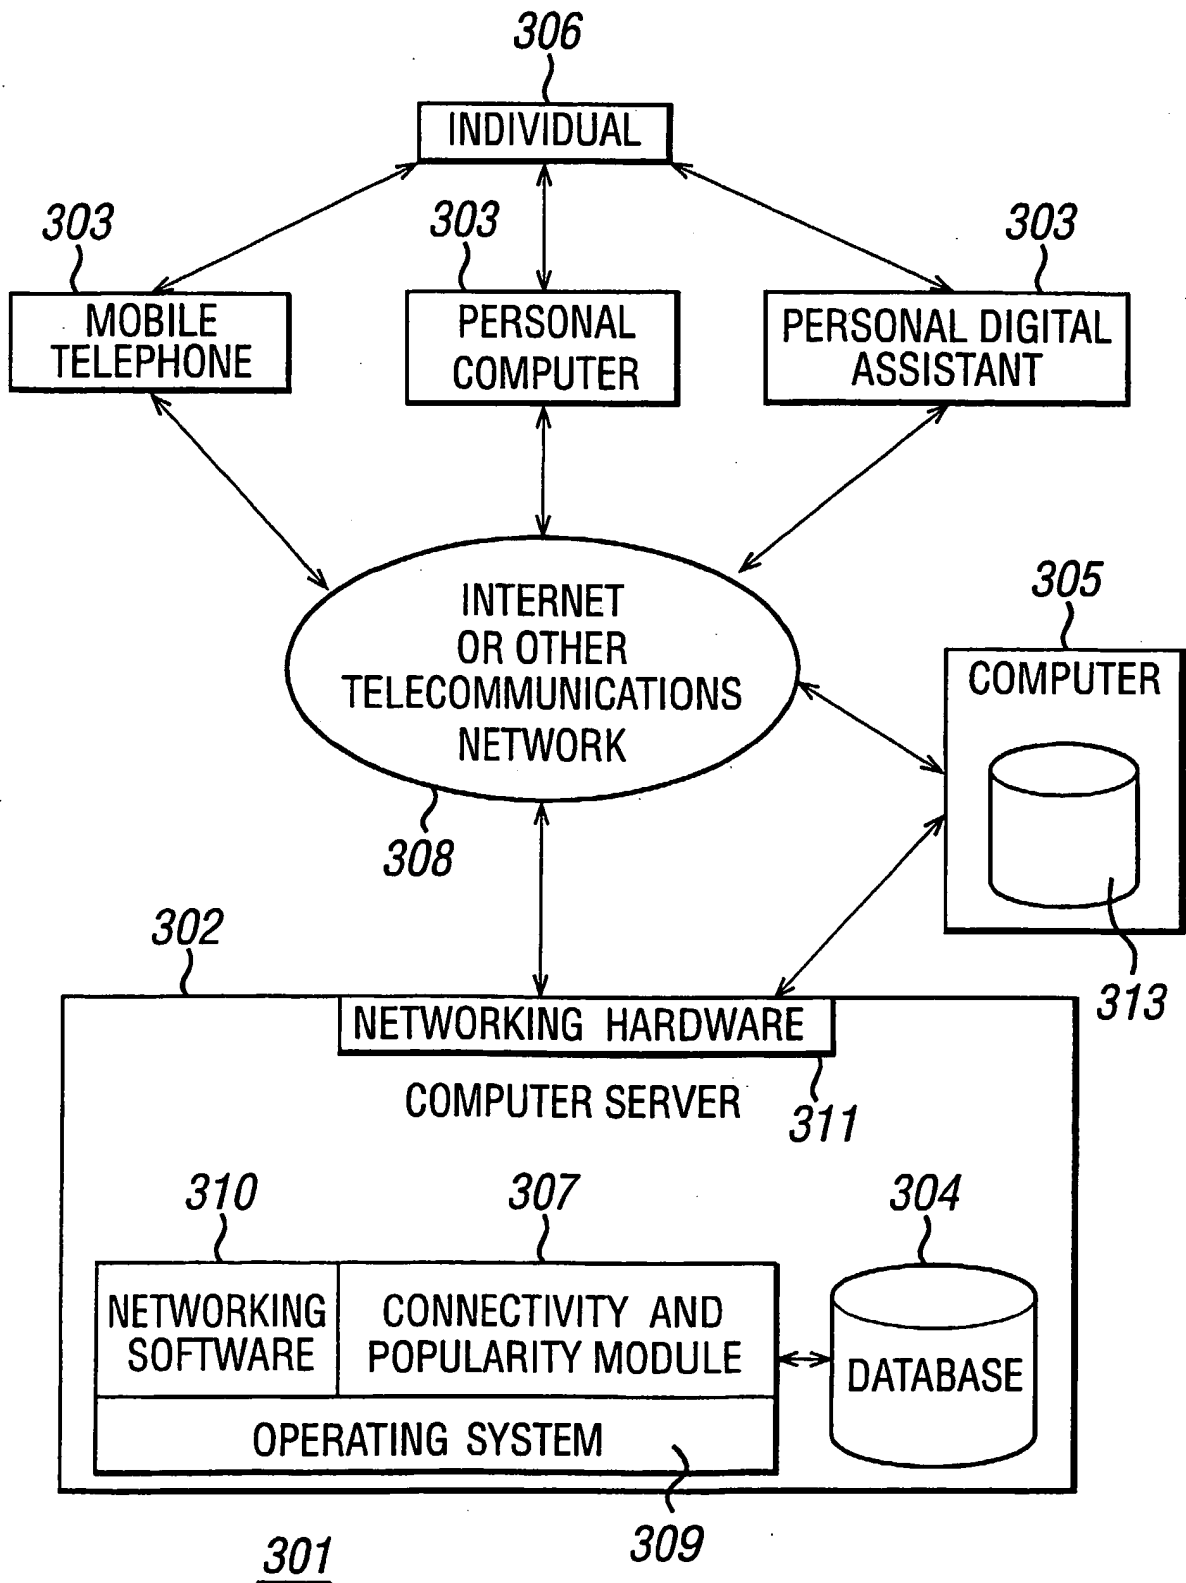 306
INDIVIDUAL
303
303
303
MOBILE
TELEPHONE
PERSONAL
COMPUTER
PERSONAL DIGITAL
ASSISTANT
INTERNET
OR OTHER
TELECOMMUNICATIONS
NETWORK
308
305
COMPUTER
313
302
NETWORKING HARDWARE
COMPUTER SERVER
311
310
307
304
NETWORKING
SOFTWARE
CONNECTIVITY AND
POPULARITY MODULE
DATABASE
OPERATING SYSTEM
309
301